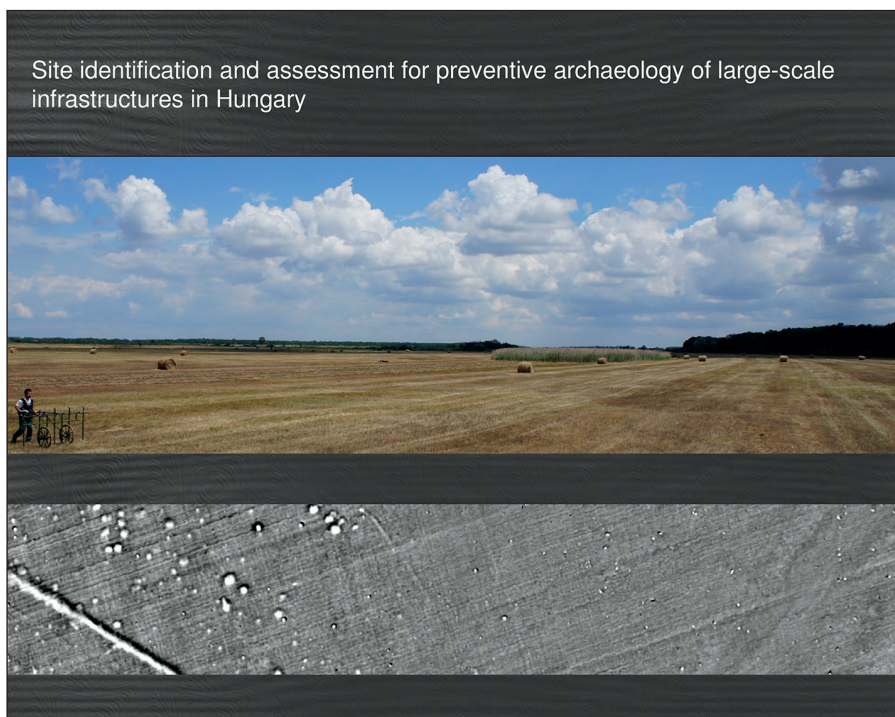 Site identification and assessment for preventive archaeology of large-scale
infrastructures in Hungary